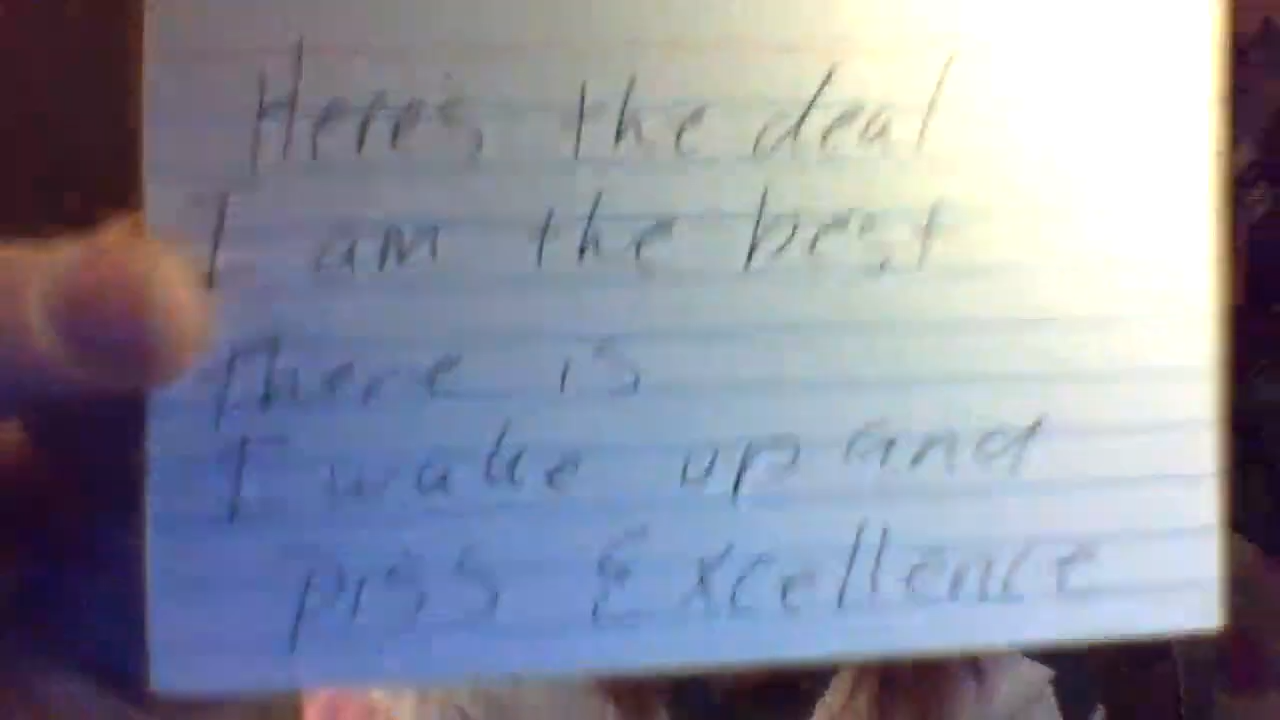 Here's the deal
I am the best
There is
I wake up and
piss Excellence